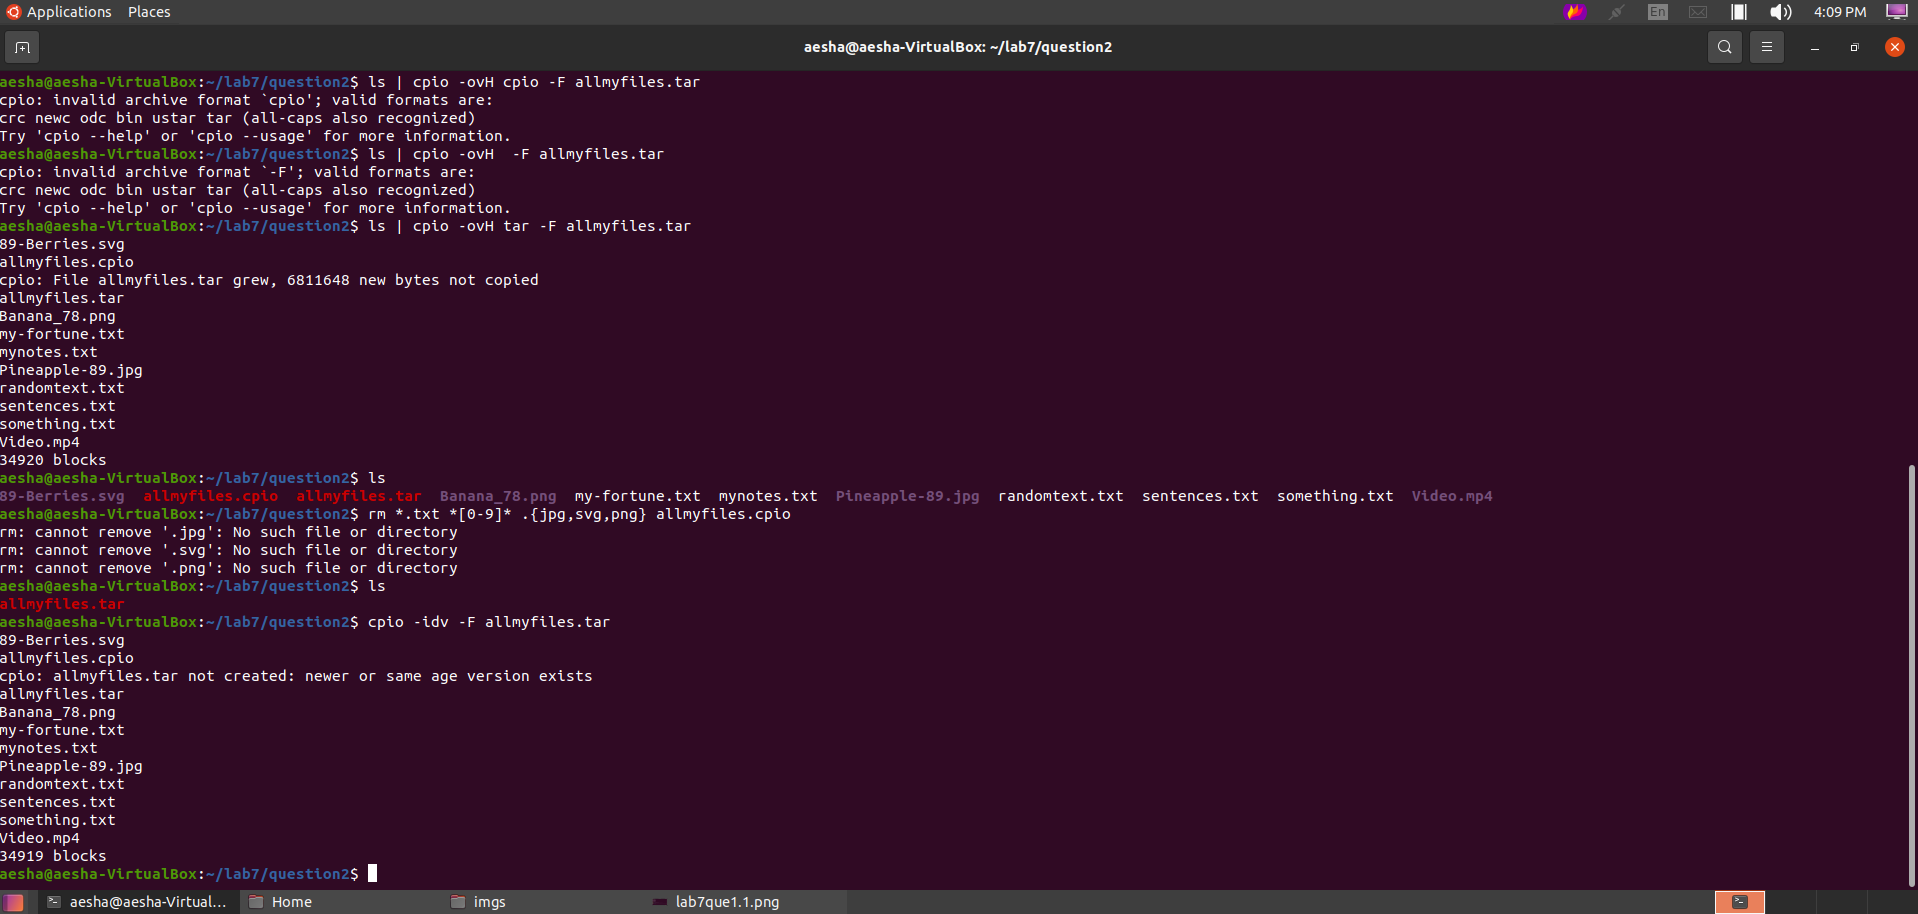 Applications Places En 4:09 PM
aesha@aesha-VirtualBox: ~/lab7/question2
aesha@aesha-VirtualBox:~/lab7/question2$ ls | cpio -ovH cpio -F allmyfiles.tar
cpio: invalid archive format `cpio'; valid formats are:
crc newc odc bin ustar tar (all-caps also recognized)
Try 'cpio --help' or 'cpio --usage' for more information.
aesha@aesha-VirtualBox:~/lab7/question2$ ls | cpio -ovH  -F allmyfiles.tar
cpio: invalid archive format `-F'; valid formats are:
crc newc odc bin ustar tar (all-caps also recognized)
Try 'cpio --help' or 'cpio --usage' for more information.
aesha@aesha-VirtualBox:~/lab7/question2$ ls | cpio -ovH tar -F allmyfiles.tar
89-Berries.svg
allmyfiles.cpio
cpio: File allmyfiles.tar grew, 6811648 new bytes not copied
allmyfiles.tar
Banana_78.png
my-fortune.txt
mynotes.txt
Pineapple-89.jpg
randomtext.txt
sentences.txt
something.txt
Video.mp4
34920 blocks
aesha@aesha-VirtualBox:~/lab7/question2$ ls
89-Berries.svg  allmyfiles.cpio  allmyfiles.tar  Banana_78.png  my-fortune.txt  mynotes.txt  Pineapple-89.jpg  randomtext.txt  sentences.txt  something.txt  Video.mp4
aesha@aesha-VirtualBox:~/lab7/question2$ rm *.txt *[0-9]* .{jpg,svg,png} allmyfiles.cpio
rm: cannot remove '.jpg': No such file or directory
rm: cannot remove '.svg': No such file or directory
rm: cannot remove '.png': No such file or directory
aesha@aesha-VirtualBox:~/lab7/question2$ ls
allmyfiles.tar
aesha@aesha-VirtualBox:~/lab7/question2$ cpio -idv -F allmyfiles.tar
89-Berries.svg
allmyfiles.cpio
cpio: allmyfiles.tar not created: newer or same age version exists
allmyfiles.tar
Banana_78.png
my-fortune.txt
mynotes.txt
Pineapple-89.jpg
randomtext.txt
sentences.txt
something.txt
Video.mp4
34919 blocks
aesha@aesha-VirtualBox:~/lab7/question2$
aesha@aesha-Virtual... Home imgs lab7que1.1.png